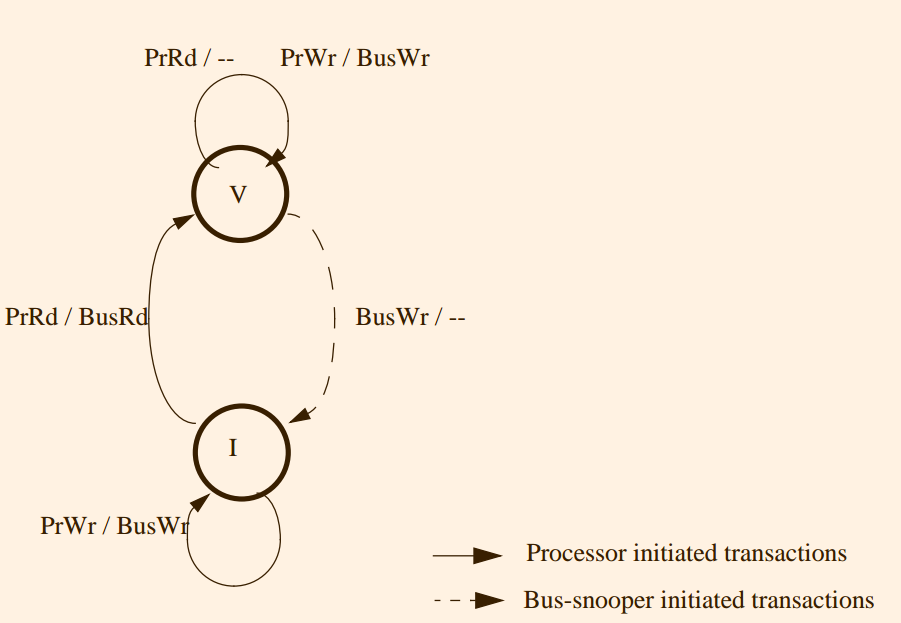 PrRd / --
PrWr / BusWr
V
PrRd / BusRd
BusWr / --
I
PrWr / BusWr
Processor initiated transactions
Bus-snooper initiated transactions